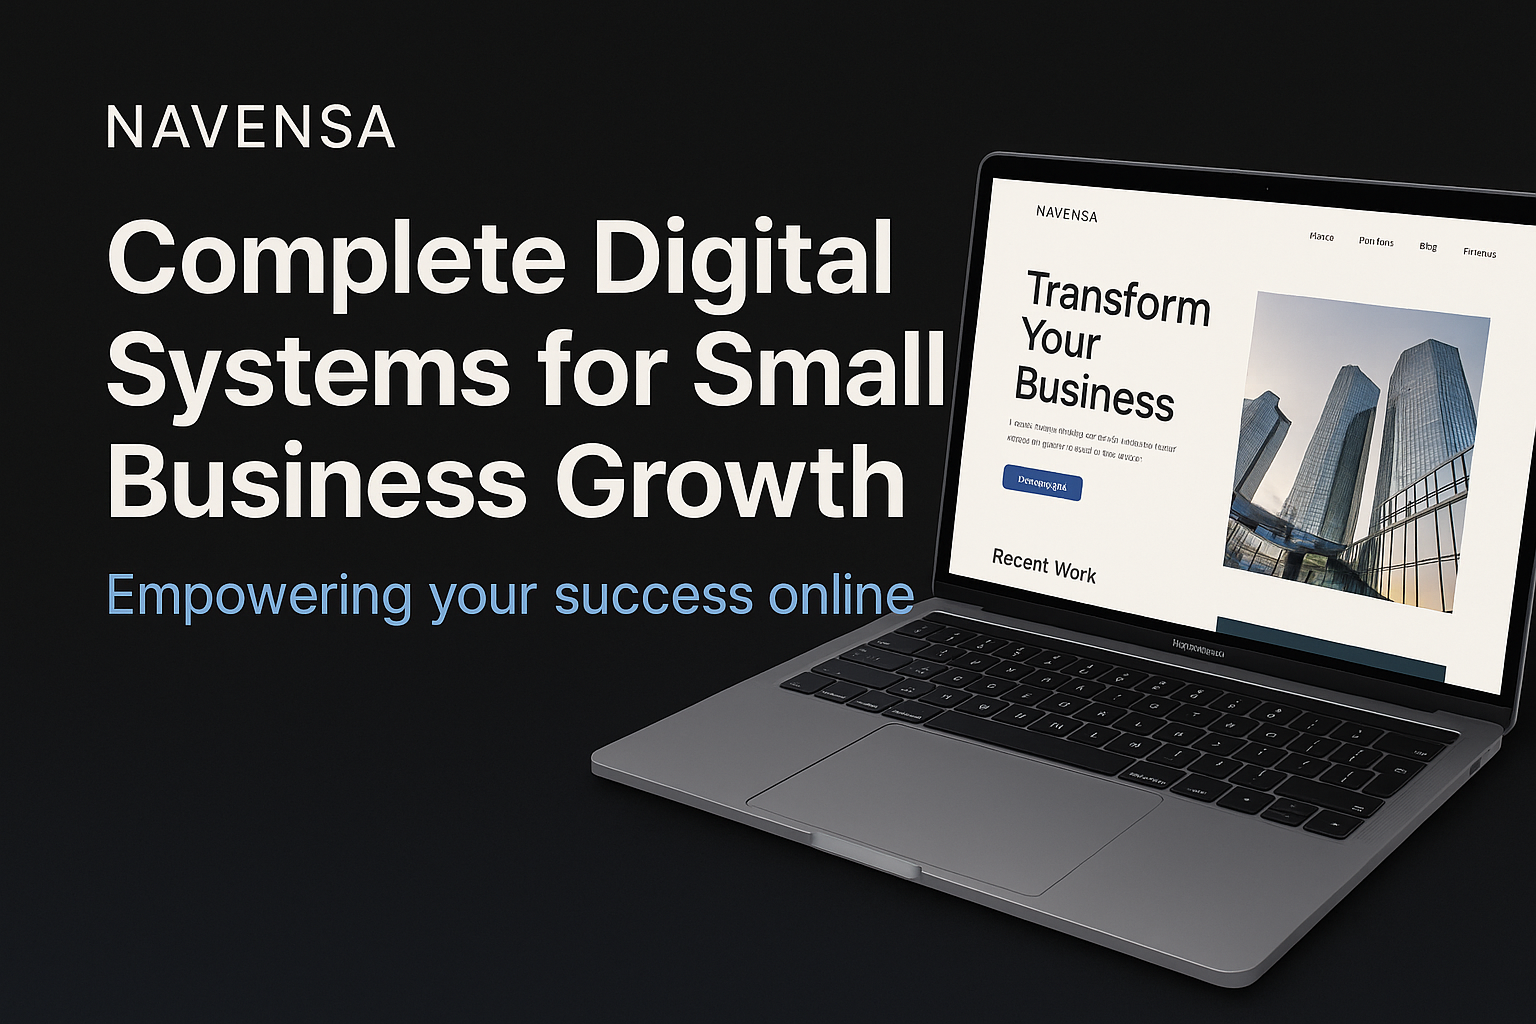 NAVENSA
Complete Digital
Systems for Small
Business Growth
Empowering your success online
NAVENSA
Blog
Transform
Your
Business
Recent Work